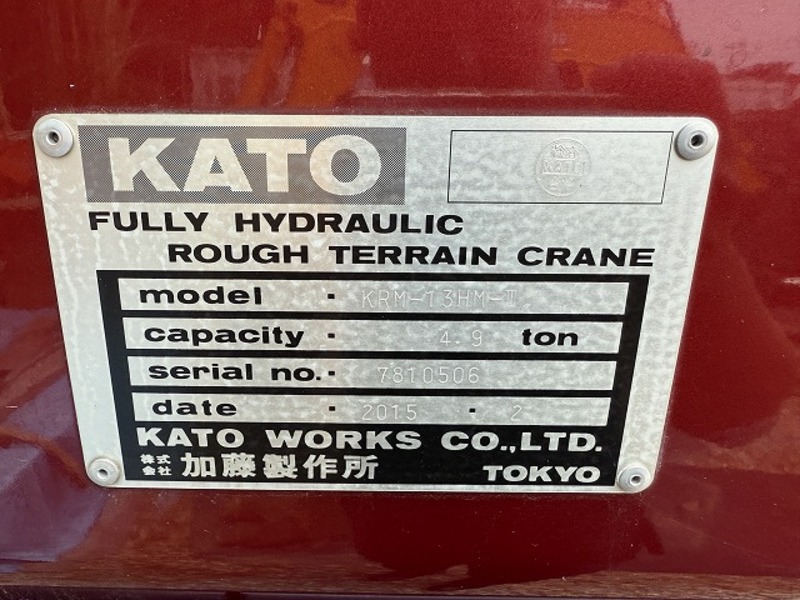 KATO
FULLY HYDRAULIC
ROUGH TERRAIN CRANE
model · KRM-13HM-Ⅱ
capacity · 4.9 ton
serial no. · 7810506
date · 2015 · 2
KATO WORKS CO.,LTD.
株式会社 加藤製作所 TOKYO